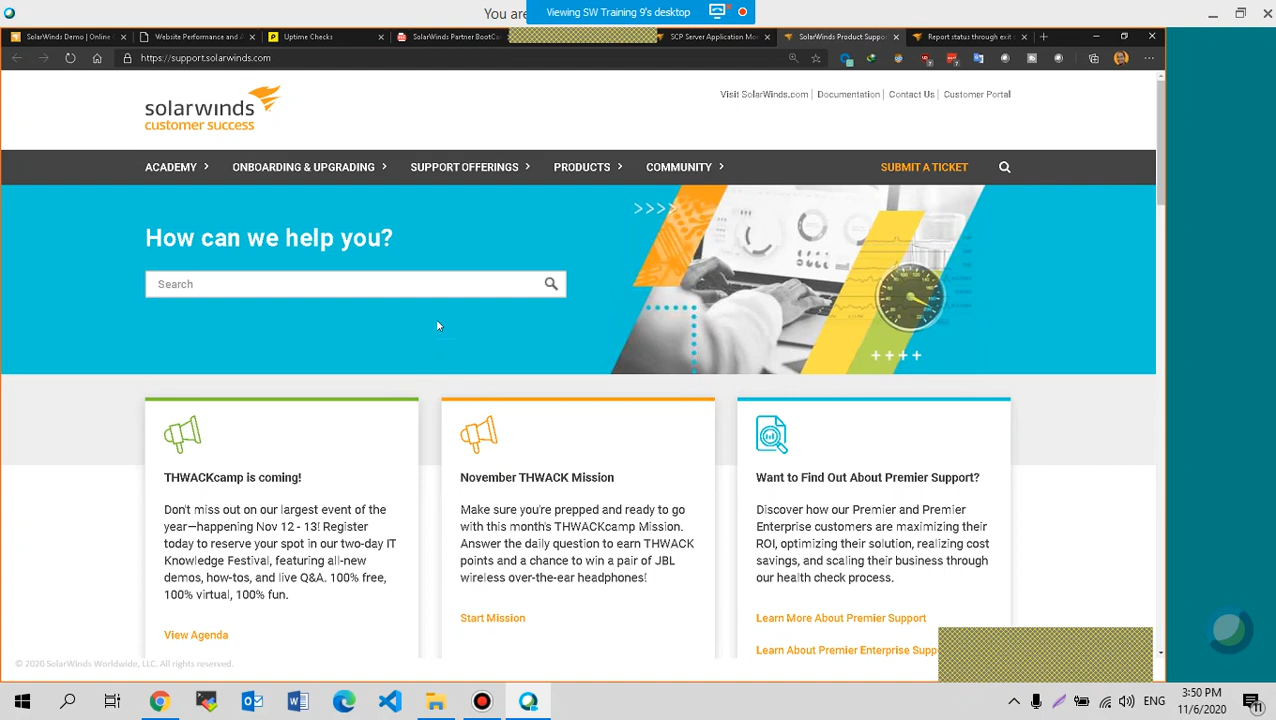 You are
Viewing SW Training 9's desktop
SolarWinds Demo | Online
Website Performance and A
Uptime Checks
SolarWinds Partner BootCa
SCP Server Application Mo
SolarWinds Product Suppo
Report status through exit c
https://support.solarwinds.com
solarwinds
customer success
Visit SolarWinds.com | Documentation | Contact Us | Customer Portal
ACADEMY > ONBOARDING & UPGRADING > SUPPORT OFFERINGS > PRODUCTS > COMMUNITY > SUBMIT A TICKET
How can we help you?
Search
THWACKcamp is coming!
Don't miss out on our largest event of the
year—happening Nov 12 - 13! Register
today to reserve your spot in our two-day IT
Knowledge Festival, featuring all-new
demos, how-tos, and live Q&A. 100% free,
100% virtual, 100% fun.
View Agenda
November THWACK Mission
Make sure you're prepped and ready to go
with this month's THWACKcamp Mission.
Answer the daily question to earn THWACK
points and a chance to win a pair of JBL
wireless over-the-ear headphones!
Start Mission
Want to Find Out About Premier Support?
Discover how our Premier and Premier
Enterprise customers are maximizing their
ROI, optimizing their solution, realizing cost
savings, and scaling their business through
our health check process.
Learn More About Premier Support
Learn About Premier Enterprise Supp
© 2020 SolarWinds Worldwide, LLC. All rights reserved.
ENG
3:50 PM
11/6/2020